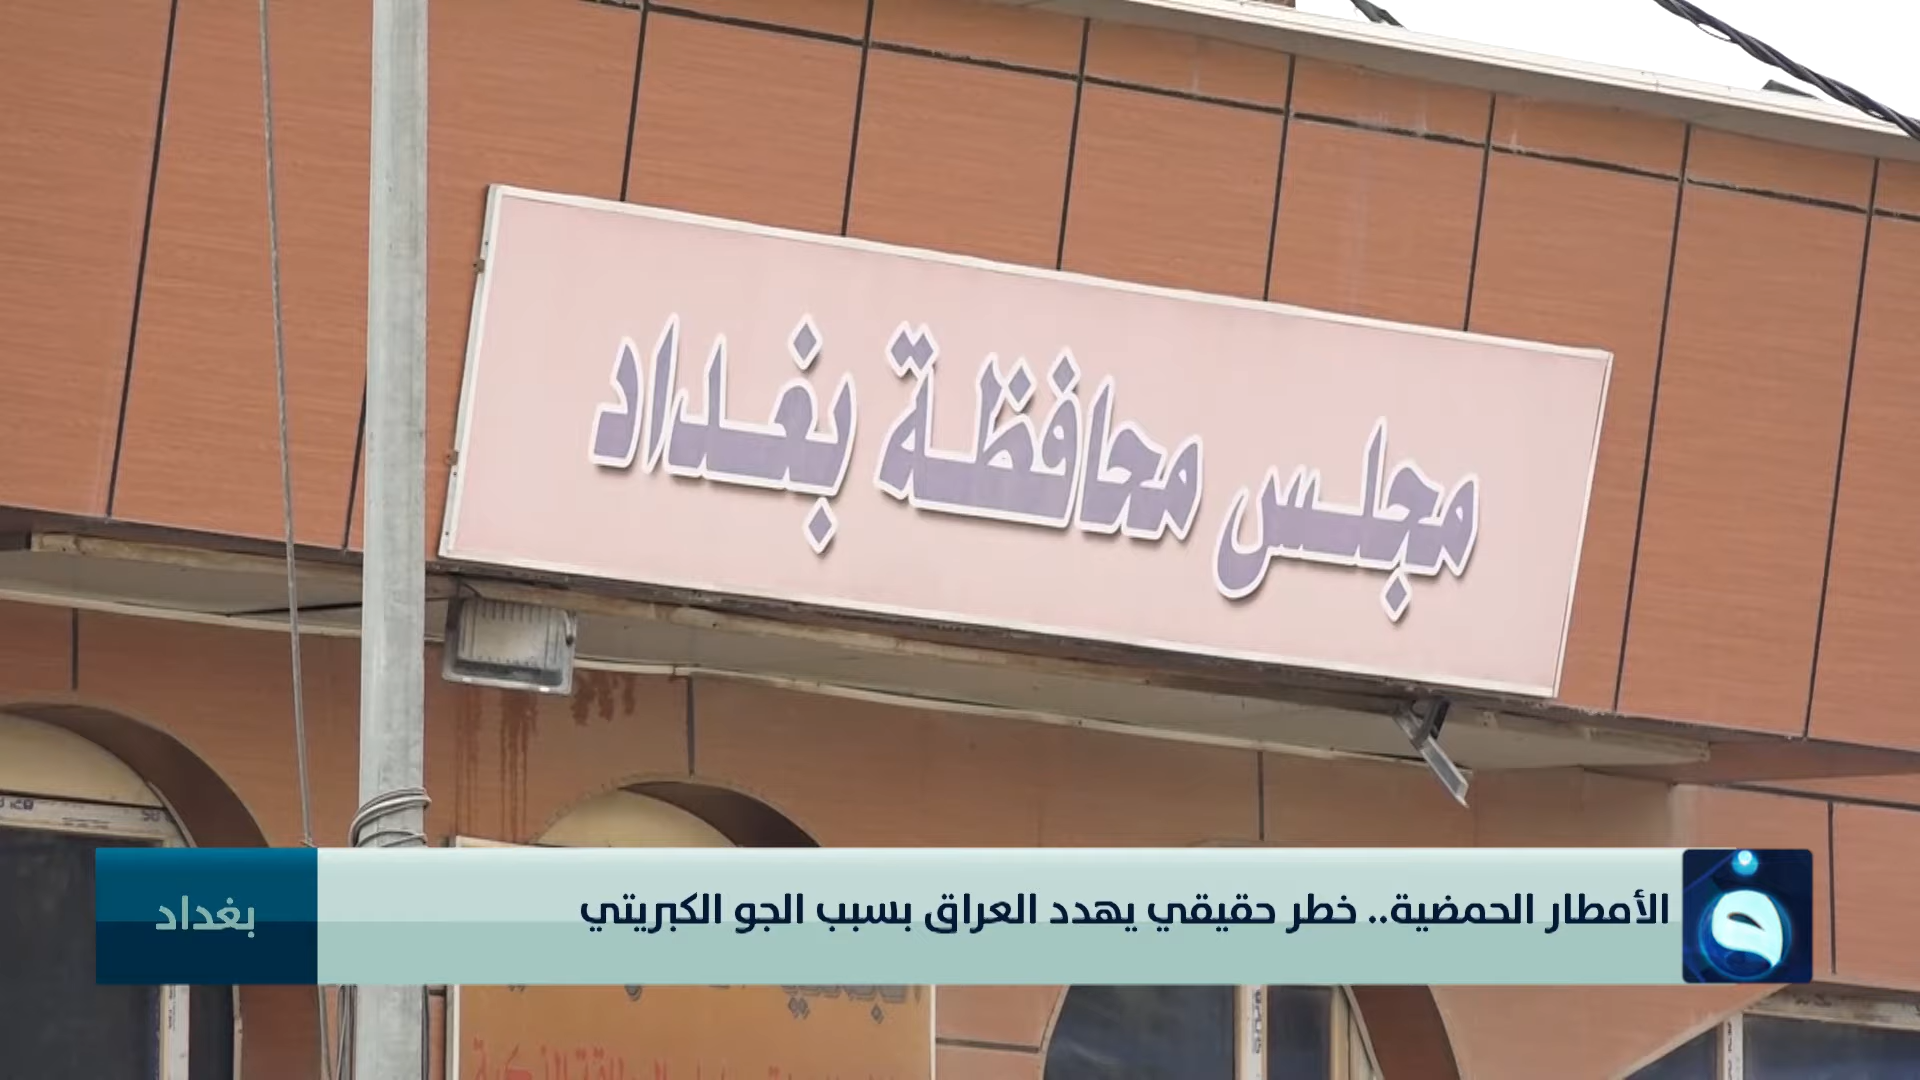 مجلس محافظة بغداد
الأمطار الحمضية.. خطر حقيقي يهدد العراق بسبب الجو الكبريتي
بغداد